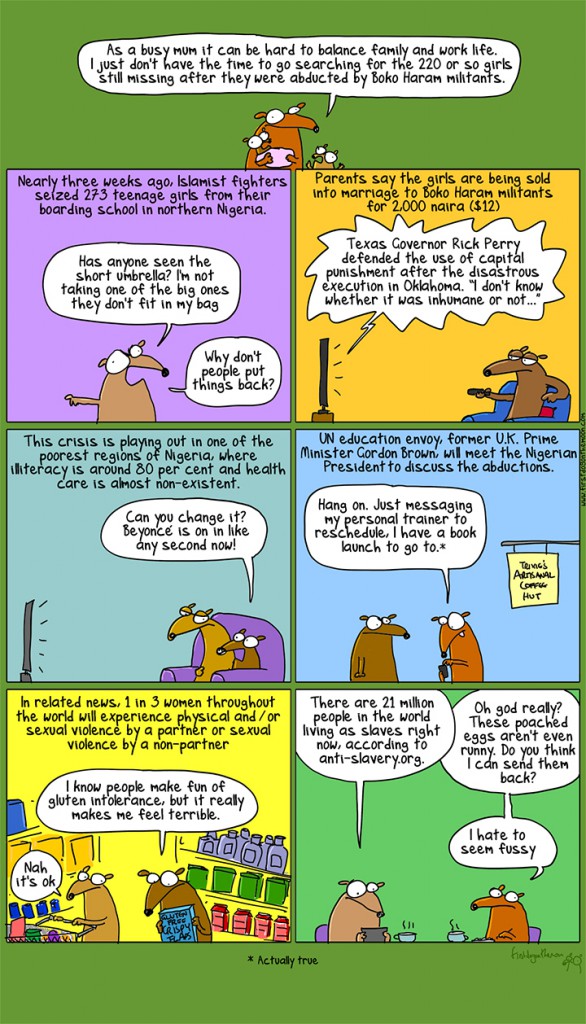 As a busy mum it can be hard to balance family and work life.
I just don't have the time to go searching for the 220 or so girls
still missing after they were abducted by Boko Haram militants.
Nearly three weeks ago, Islamist fighters
seized 273 teenage girls from their
boarding school in northern Nigeria.
Has anyone seen the
short umbrella? I'm not
taking one of the big ones
they don't fit in my bag
Why don't
people put
things back?
Parents say the girls are being sold
into marriage to Boko Haram militants
for 2,000 naira ($12)
Texas Governor Rick Perry
defended the use of capital
punishment after the disastrous
execution in Oklahoma. "I don't know
whether it was inhumane or not..."
This crisis is playing out in one of the
poorest regions of Nigeria, where
illiteracy is around 80 per cent and health
care is almost non-existent.
Can you change it?
Beyoncé is on in like
any second now!
UN education envoy, former U.K. Prime
Minister Gordon Brown, will meet the Nigerian
President to discuss the abductions.
Hang on. Just messaging
my personal trainer to
reschedule, I have a book
launch to go to.*
ARTISANAL
COFFEE
HUT
In related news, 1 in 3 women throughout
the world will experience physical and/or
sexual violence by a partner or sexual
violence by a non-partner
I know people make fun of
gluten intolerance, but it really
makes me feel terrible.
Nah
it's ok
GLUTEN
FREE
CRISPY
FLAPS
There are 21 million
people in the world
living as slaves right
now, according to
anti-slavery.org.
Oh god really?
These poached
eggs aren't even
runny. Do you think
I can send them
back?
I hate to
seem fussy
* Actually true